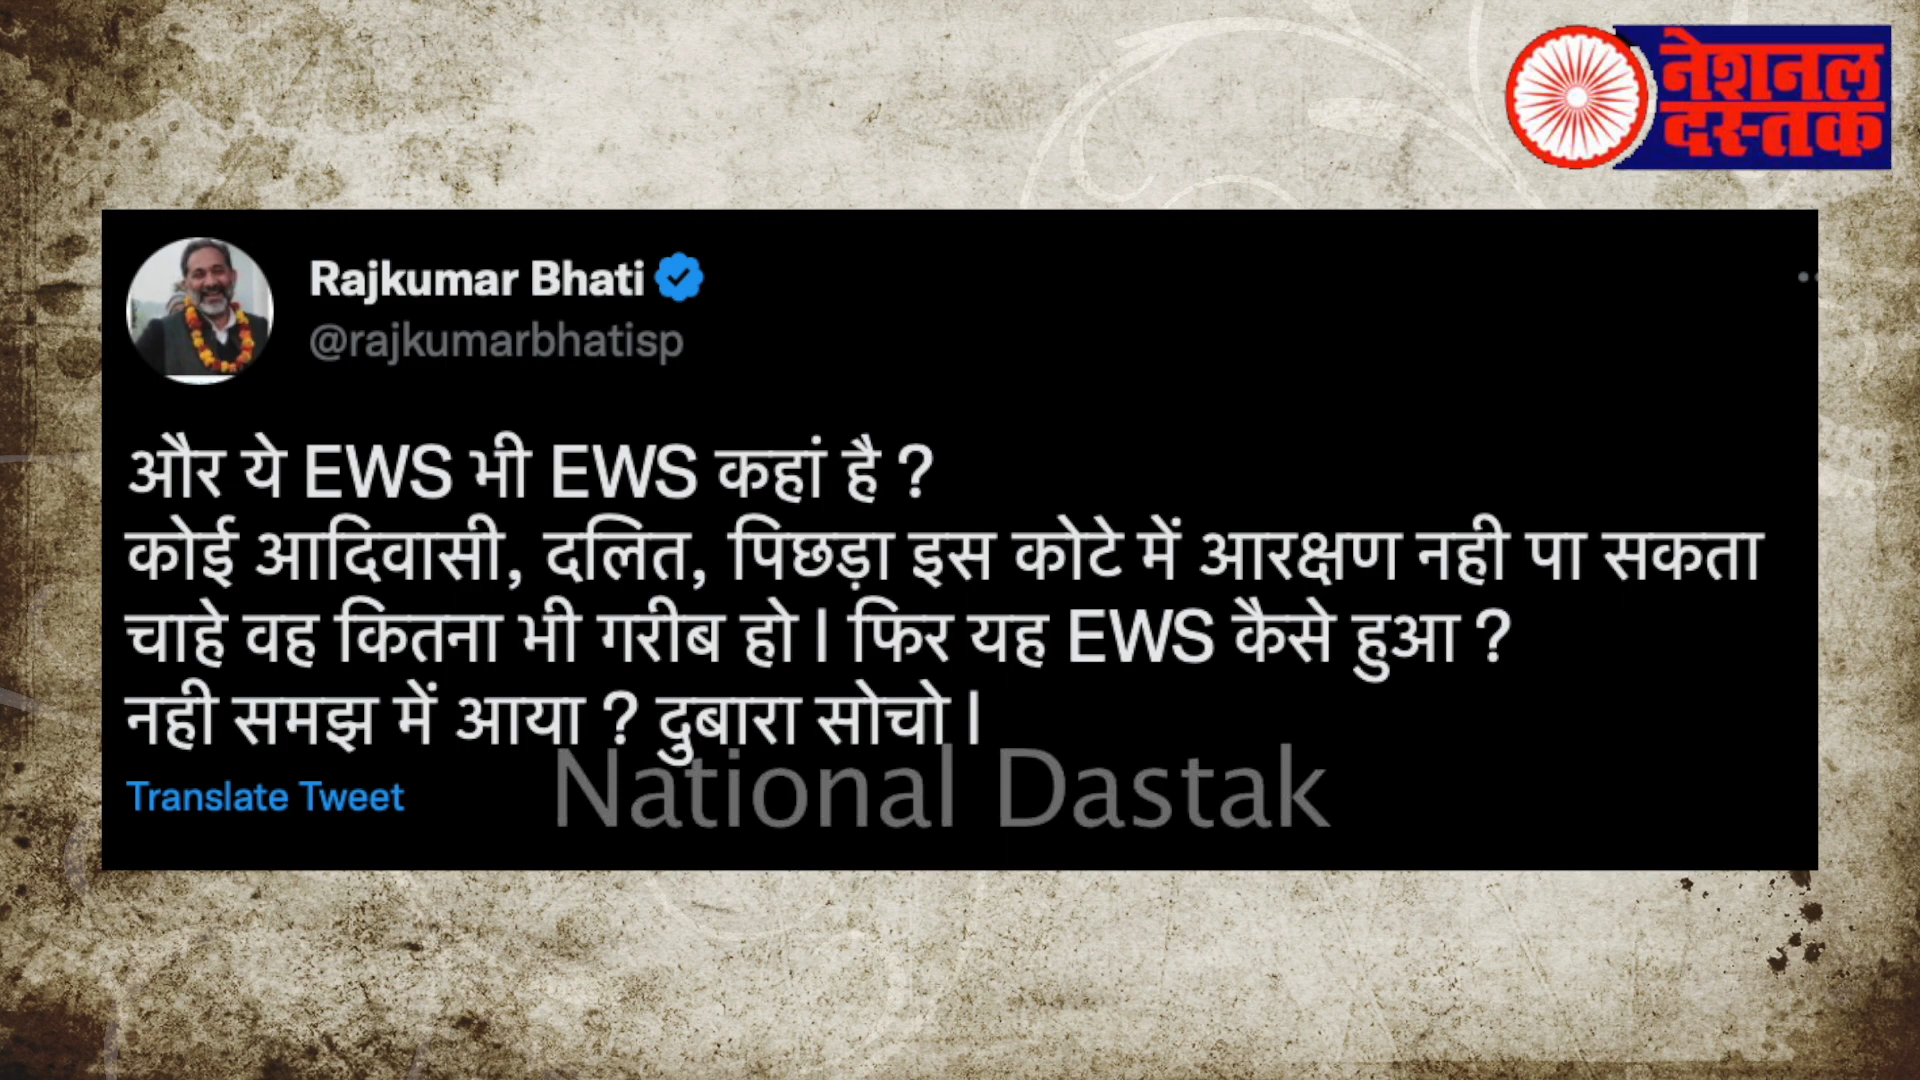 नेशनल
दस्तक
Rajkumar Bhati
@rajkumarbhatisp
और ये EWS भी EWS कहां है ?
कोई आदिवासी, दलित, पिछड़ा इस कोटे में आरक्षण नही पा सकता
चाहे वह कितना भी गरीब हो l फिर यह EWS कैसे हुआ ?
नही समझ में आया ? दुबारा सोचो l
Translate Tweet
National Dastak